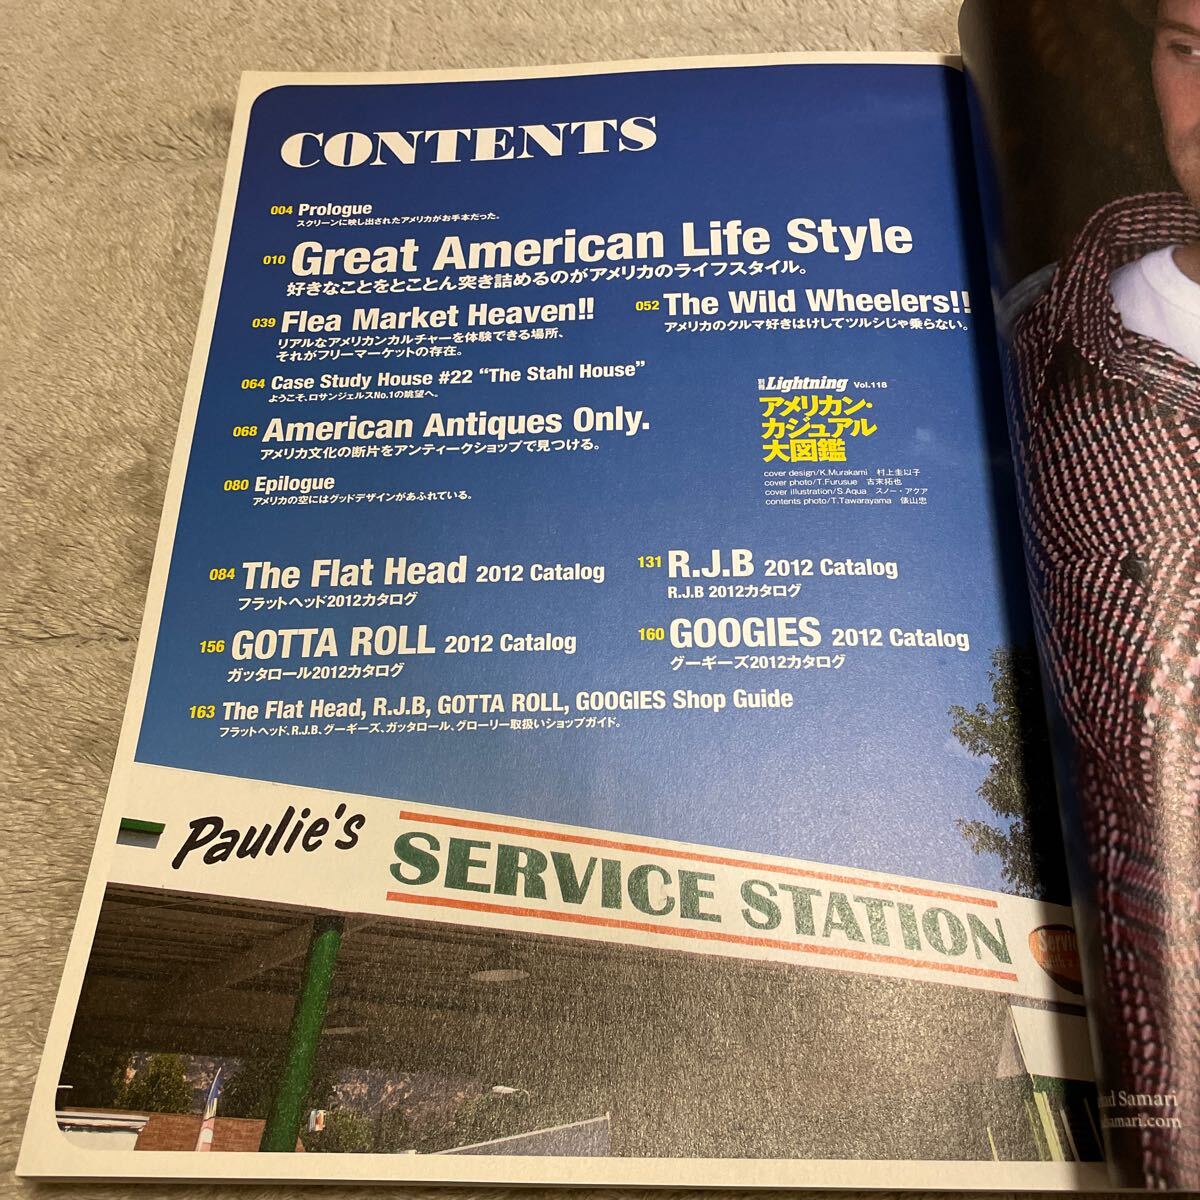 CONTENTS
004 Prologue
スクリーンに映し出されたアメリカがお手本だった。
010 Great American Life Style
好きなことをとことん突き詰めるのがアメリカのライフスタイル。
039 Flea Market Heaven!!
リアルなアメリカンカルチャーを体験できる場所、
それがフリーマーケットの存在。
052 The Wild Wheelers!!
アメリカのクルマ好きはけしてツルシじゃ乗らない。
064 Case Study House #22 “The Stahl House”
ようこそ、ロサンジェルスNo.1の眺望へ。
068 American Antiques Only.
アメリカ文化の断片をアンティークショップで見つける。
080 Epilogue
アメリカの空にはグッドデザインがあふれている。
別冊 Lightning Vol.118
アメリカン・
カジュアル
大図鑑
cover design/K.Murakami 村上圭以子
cover photo/T.Furusue 古末拓也
cover illustration/S.Aqua スノー・アクア
contents photo/T.Tawarayama 俵山忠
084 The Flat Head 2012 Catalog
フラットヘッド2012カタログ
131 R.J.B 2012 Catalog
R.J.B 2012カタログ
156 GOTTA ROLL 2012 Catalog
ガッタロール2012カタログ
160 GOOGIES 2012 Catalog
グーギーズ2012カタログ
163 The Flat Head, R.J.B, GOTTA ROLL, GOOGIES Shop Guide
フラットヘッド、R.J.B、グーギーズ、ガッタロール、グローリー取扱いショップガイド。
Paulie's
SERVICE STATION
Samari